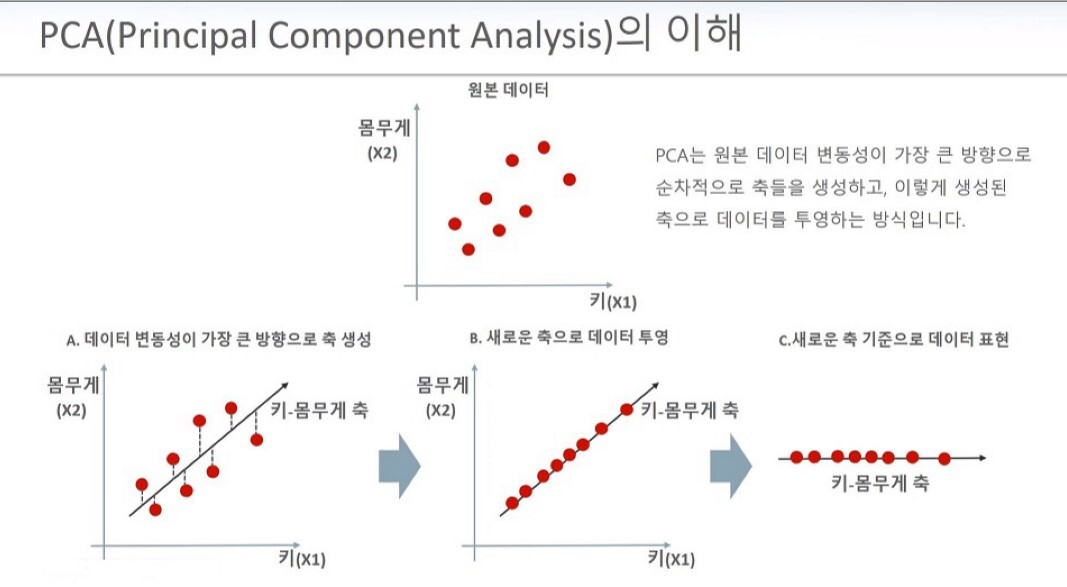 PCA(Principal Component Analysis)의 이해
원본 데이터
몸무게
(X2)
키(X1)
PCA는 원본 데이터 변동성이 가장 큰 방향으로
순차적으로 축들을 생성하고, 이렇게 생성된
축으로 데이터를 투영하는 방식입니다.
A. 데이터 변동성이 가장 큰 방향으로 축 생성
몸무게
(X2)
키-몸무게 축
키(X1)
B. 새로운 축으로 데이터 투영
몸무게
(X2)
키-몸무게 축
키(X1)
C.새로운 축 기준으로 데이터 표현
키-몸무게 축